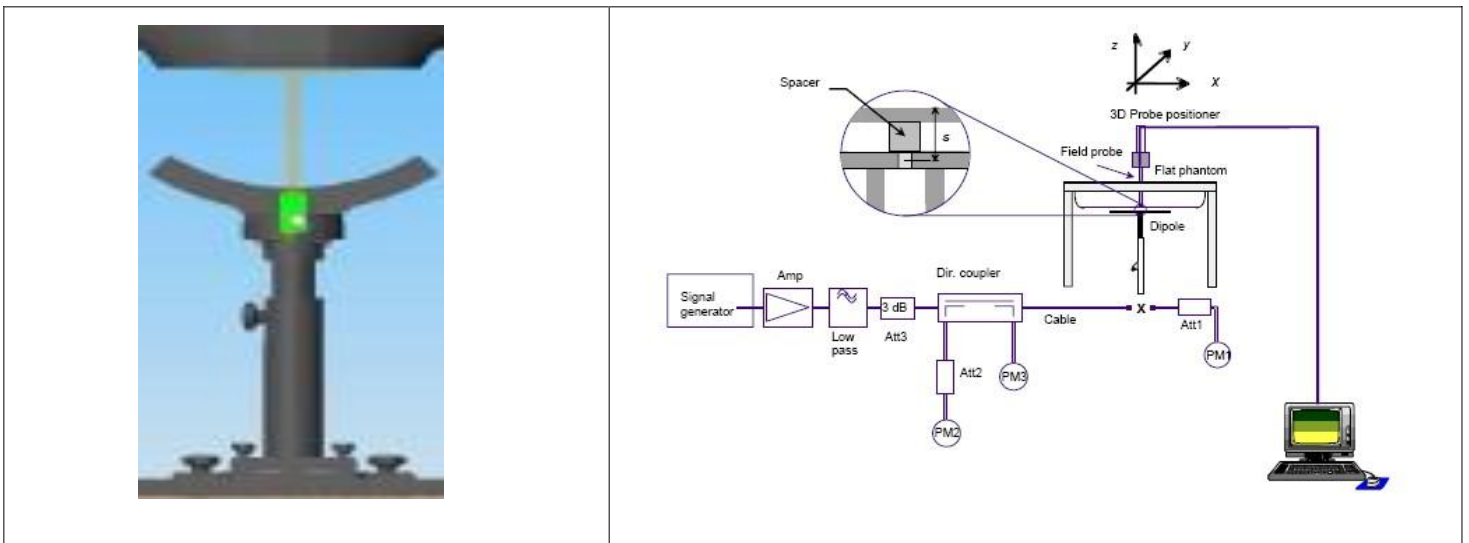 z
y
X
3D Probe positioner
Spacer
s
Field probe
Flat phantom
Dipole
Dir. coupler
Amp
Signal
generator
3 dB
Low
pass
Att3
Cable
X
Att1
PM1
Att2
PM3
PM2